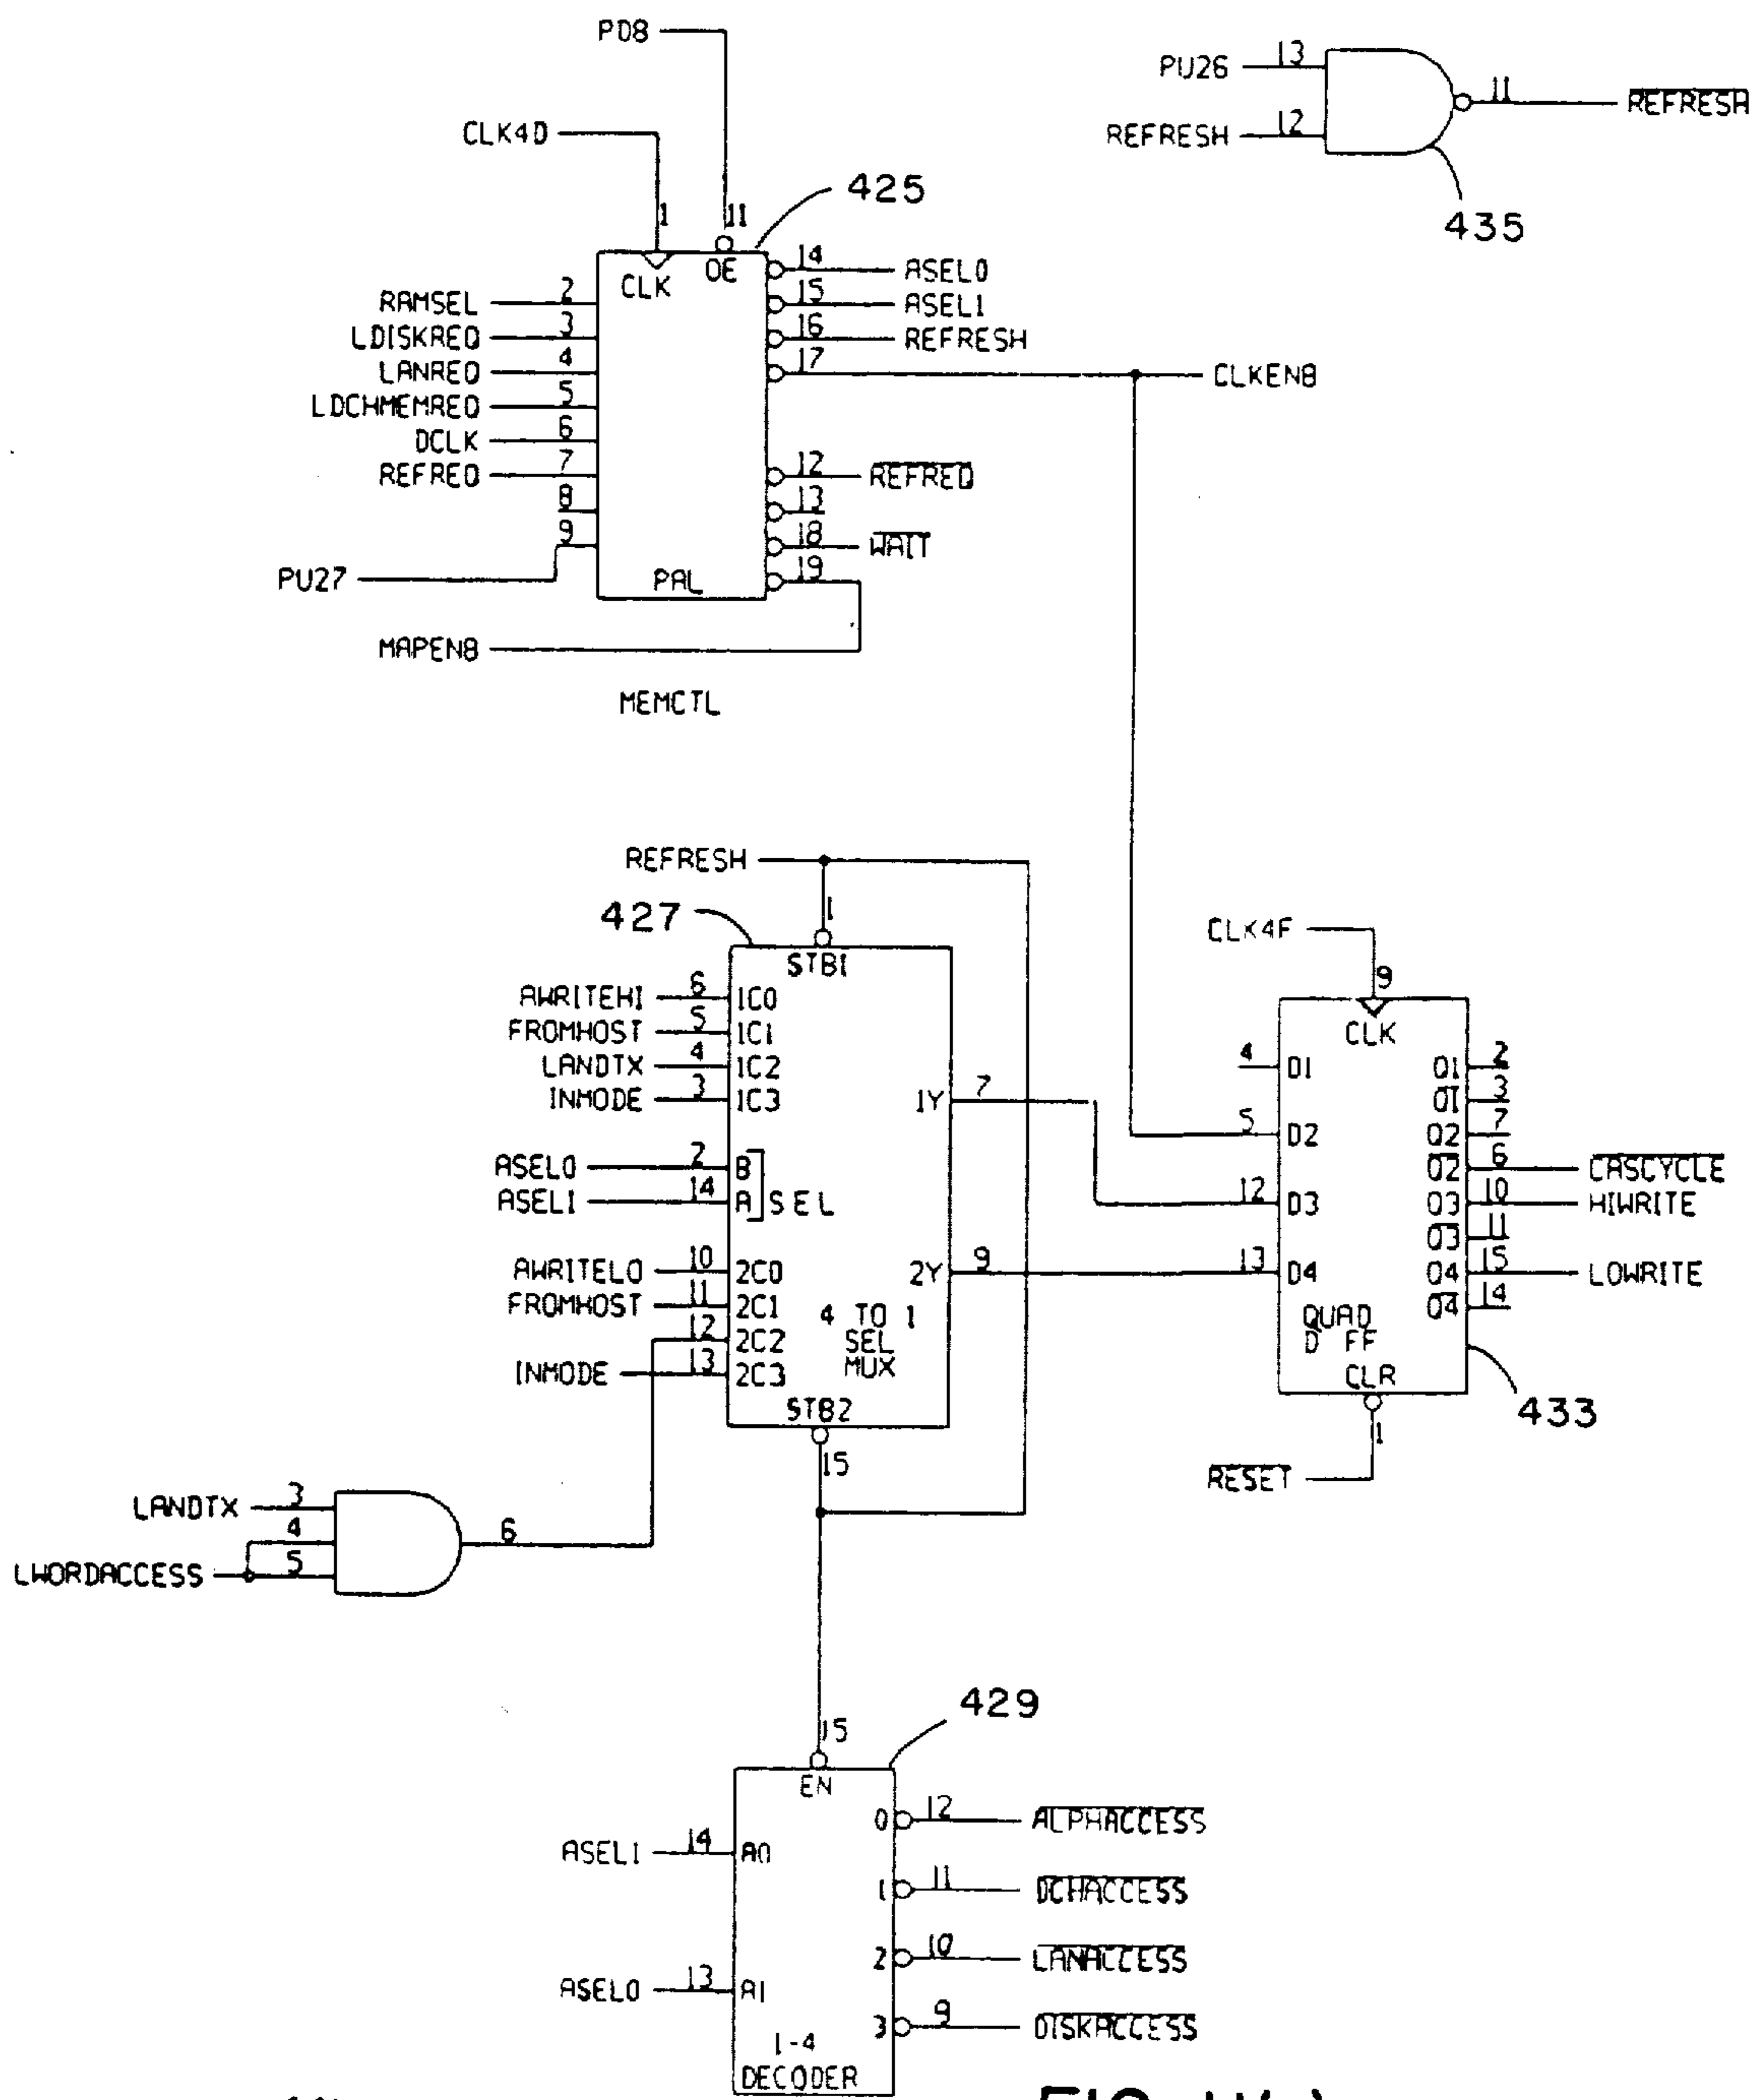 PD8
PU26 13
11 REFRESH
REFRESH 12
435
CLK4D
425
1 11
CLK OE
RAMSEL 2
LDISKREQ 3
LANREQ 4
LDCHMEMREQ 5
DCLK 6
REFREQ 7
8
9
PU27
PAL
14 ASEL0
15 ASEL1
16 REFRESH
17 CLKEN8
12 REFREQ
13
18 WAIT
19
MAPEN8
MEMCTL
REFRESH
427
1
STB1
AWRITEHI 6 1C0
FROMHOST 5 1C1
LANDTX 4 1C2
INMODE 3 1C3
ASEL0 2 B
ASEL1 14 A SEL
AWRITELO 10 2C0
FROMHOST 11 2C1
12 2C2
INMODE 13 2C3
1Y 7
2Y 9
4 TO 1
SEL
MUX
STB2
15
CLK4F
9
CLK
4 D1
5 D2
12 D3
13 D4
Q1 2
Q1 3
Q2 7
Q2 6 CASCYCLE
Q3 10 HIWRITE
Q3 11
Q4 15 LOWRITE
Q4 14
QUAD
D FF
CLR
433
1
RESET
LANDTX 3
4
LWORDACCESS 5
6
429
15
EN
ASEL1 14 A0
ASEL0 13 A1
0 12 ALPHACCESS
1 11 DCHACCESS
2 10 LANACCESS
3 9 DISKACCESS
1-4
DECODER